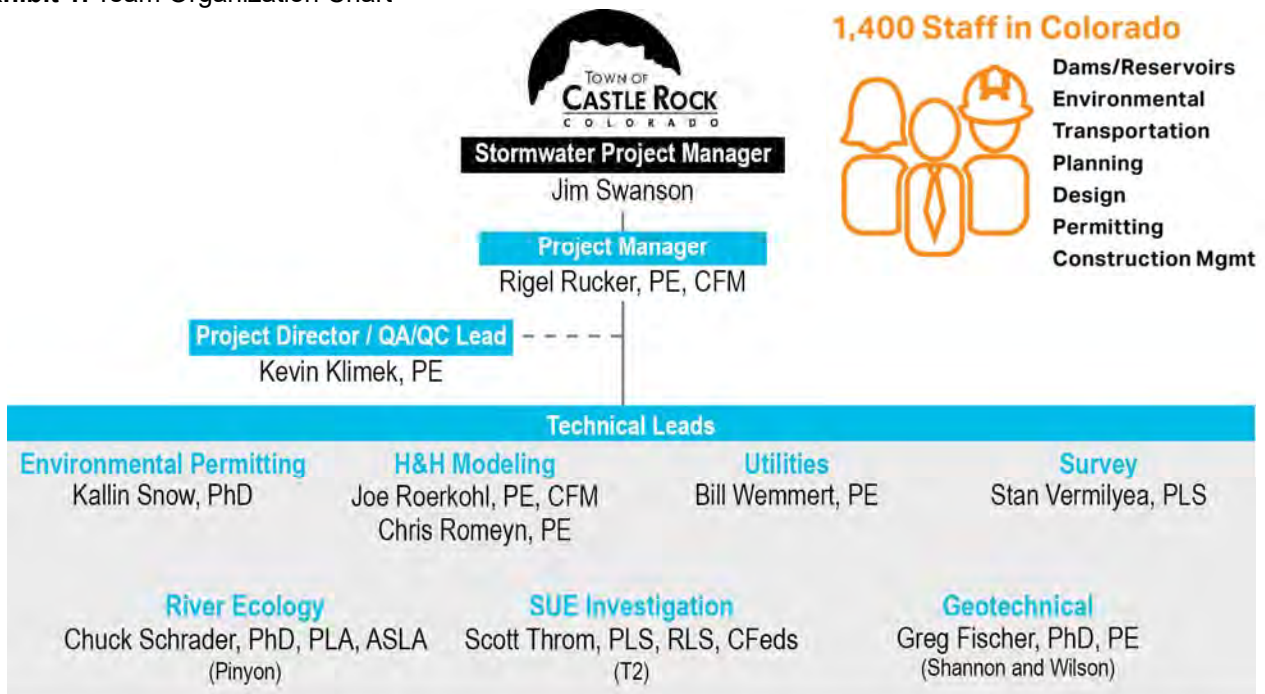 Exhibit 1. Team Organization Chart
TOWN OF
CASTLE ROCK
COLORADO
Stormwater Project Manager
Jim Swanson
1,400 Staff in Colorado
Dams/Reservoirs
Environmental
Transportation
Planning
Design
Permitting
Construction Mgmt
Project Manager
Rigel Rucker, PE, CFM
Project Director / QA/QC Lead
Kevin Klimek, PE
Technical Leads
Environmental Permitting
Kallin Snow, PhD
H&H Modeling
Joe Roerkohl, PE, CFM
Chris Romeyn, PE
Utilities
Bill Wemmert, PE
Survey
Stan Vermilyea, PLS
River Ecology
Chuck Schrader, PhD, PLA, ASLA
(Pinyon)
SUE Investigation
Scott Throm, PLS, RLS, CFeds
(T2)
Geotechnical
Greg Fischer, PhD, PE
(Shannon and Wilson)